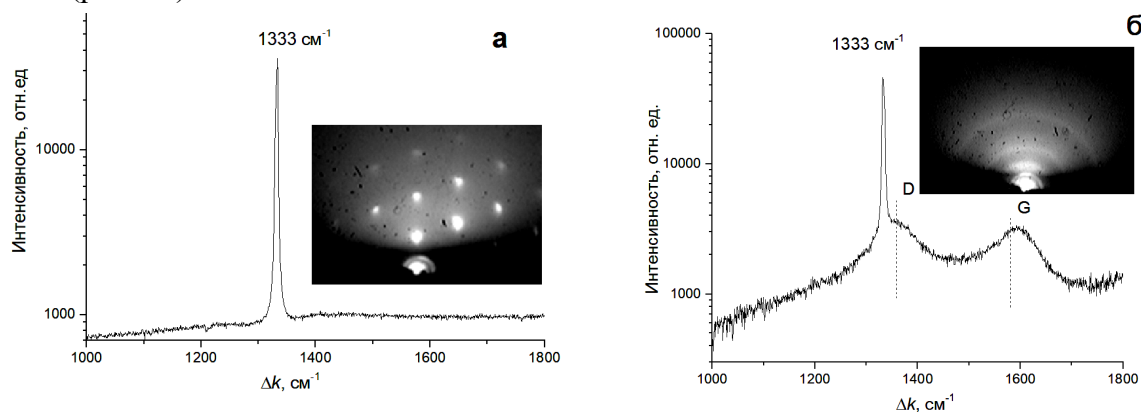 1333 см⁻¹
а
Интенсивность, отн.ед
10000
1000
1000 1200 1400 1600 1800
Δk, см⁻¹
1333 см⁻¹
б
Интенсивность, отн. ед.
100000
10000
1000
D
G
1000 1200 1400 1600 1800
Δk, см⁻¹